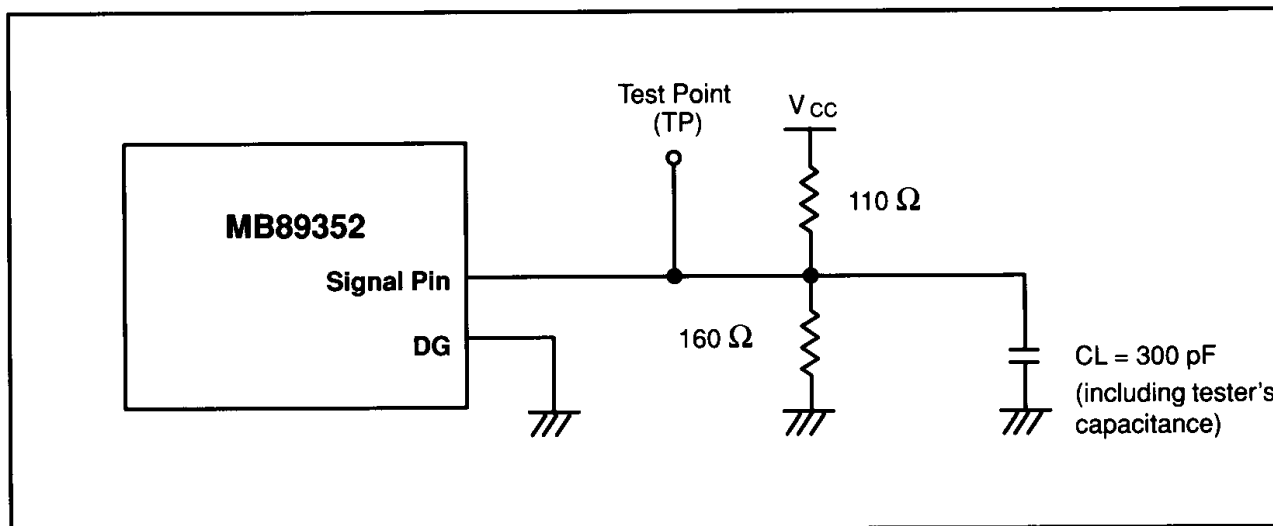 Test Point
(TP)
V CC
110 Ω
MB89352
Signal Pin
DG
160 Ω
CL = 300 pF
(including tester's
capacitance)